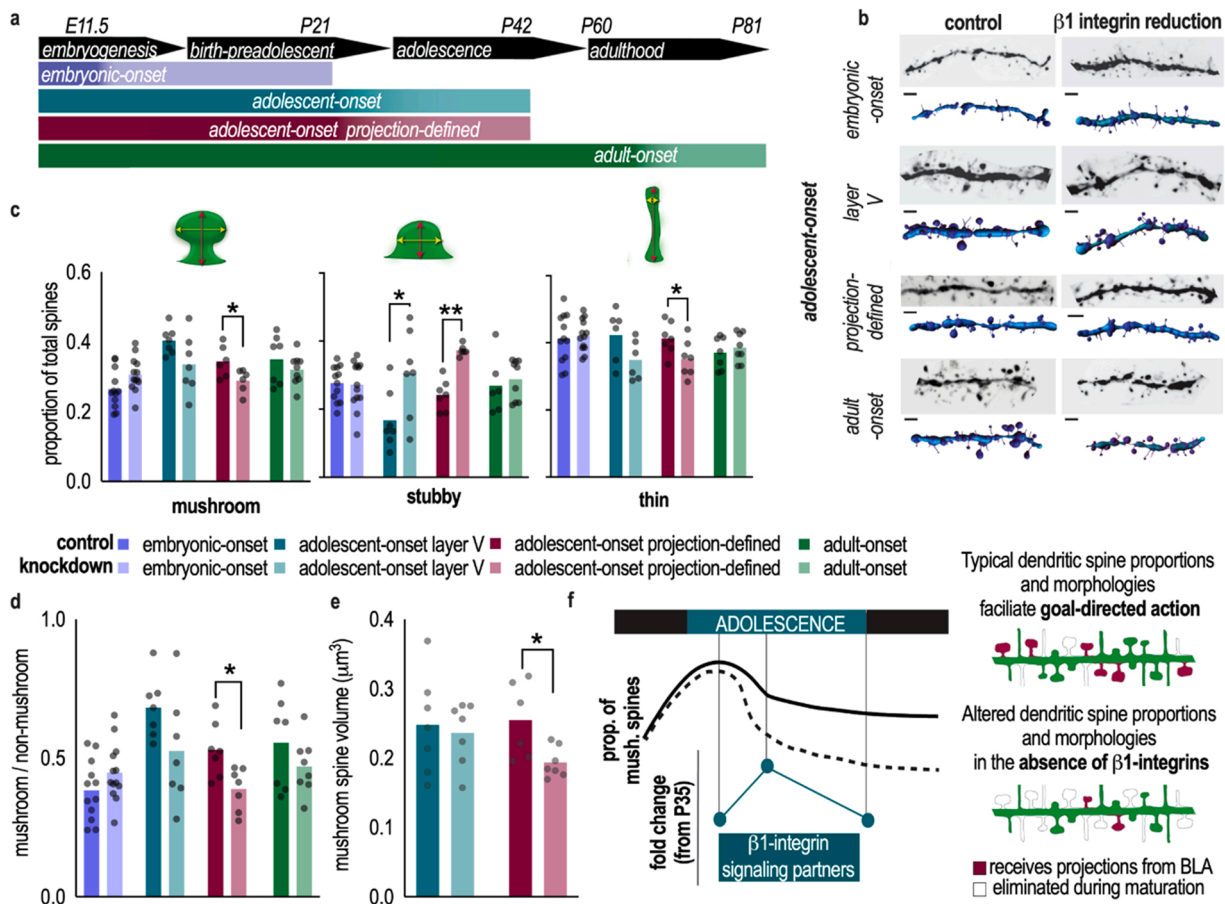 a
E11.5 P21 P42 P60 P81
embryogenesis birth-preadolescent adolescence adulthood
embryonic-onset
adolescent-onset
adolescent-onset projection-defined
adult-onset
b
control β1 integrin reduction
embryonic
-onset
adolescent-onset
layer
V
projection-
defined
adult
-onset
c
proportion of total spines
0.6
0.4
0.2
0.0
*
*
**
*
mushroom
stubby
thin
control embryonic-onset adolescent-onset layer V adolescent-onset projection-defined adult-onset
knockdown embryonic-onset adolescent-onset layer V adolescent-onset projection-defined adult-onset
d
mushroom / non-mushroom
1.0
0.5
0.0
*
e
mushroom spine volume (μm³)
0.4
0.3
0.2
0.1
0.0
*
f
ADOLESCENCE
prop. of
mush. spines
fold change
(from P35)
β1-integrin
signaling partners
Typical dendritic spine proportions
and morphologies
faciliate goal-directed action
Altered dendritic spine proportions
and morphologies
in the absence of β1-integrins
receives projections from BLA
eliminated during maturation